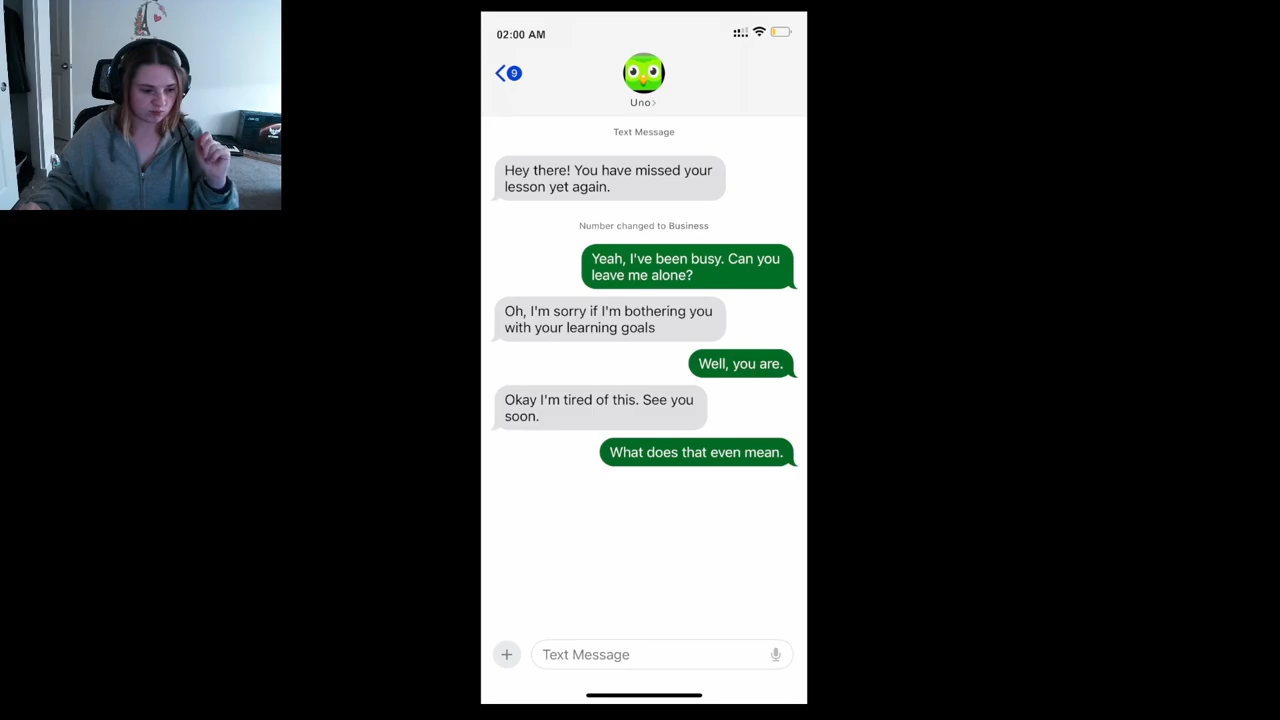 02:00 AM
9
Uno
Text Message
Hey there! You have missed your
lesson yet again.
Number changed to Business
Yeah, I've been busy. Can you
leave me alone?
Oh, I'm sorry if I'm bothering you
with your learning goals
Well, you are.
Okay I'm tired of this. See you
soon.
What does that even mean.
Text Message